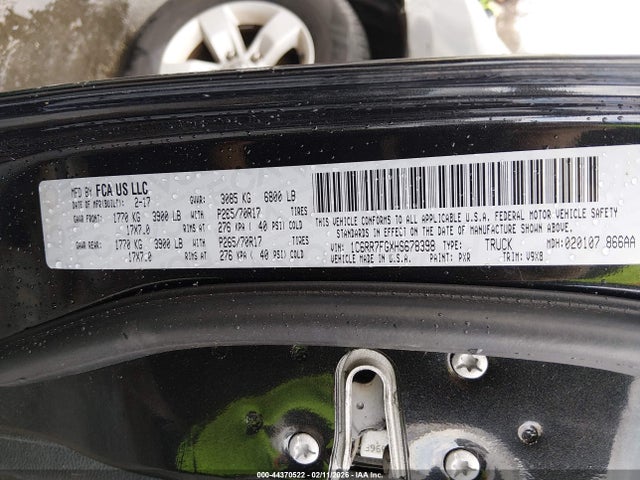 MFD BY FCA US LLC
DATE OF MFR(BUILT): 2-17 GVWR: 3085 KG 6800 LB
GAWR FRONT: 1770 KG 3900 LB WITH P265/70R17 TIRES
17X7.0 RIMS AT 276 KPA ( 40 PSI) COLD
GAWR REAR: 1770 KG 3900 LB WITH P265/70R17 TIRES
17X7.0 RIMS AT 276 KPA ( 40 PSI) COLD
THIS VEHICLE CONFORMS TO ALL APPLICABLE U.S.A. FEDERAL MOTOR VEHICLE SAFETY
STANDARDS IN EFFECT ON THE DATE OF MANUFACTURE SHOWN ABOVE.
VIN: 1C6RR7FGXHS678398 TYPE: TRUCK MDH:020107 866AA
VEHICLE MADE IN U.S.A. PAINT: PXR TRIM: V9X8
000-44370522 - 02/11/2026 - IAA Inc.